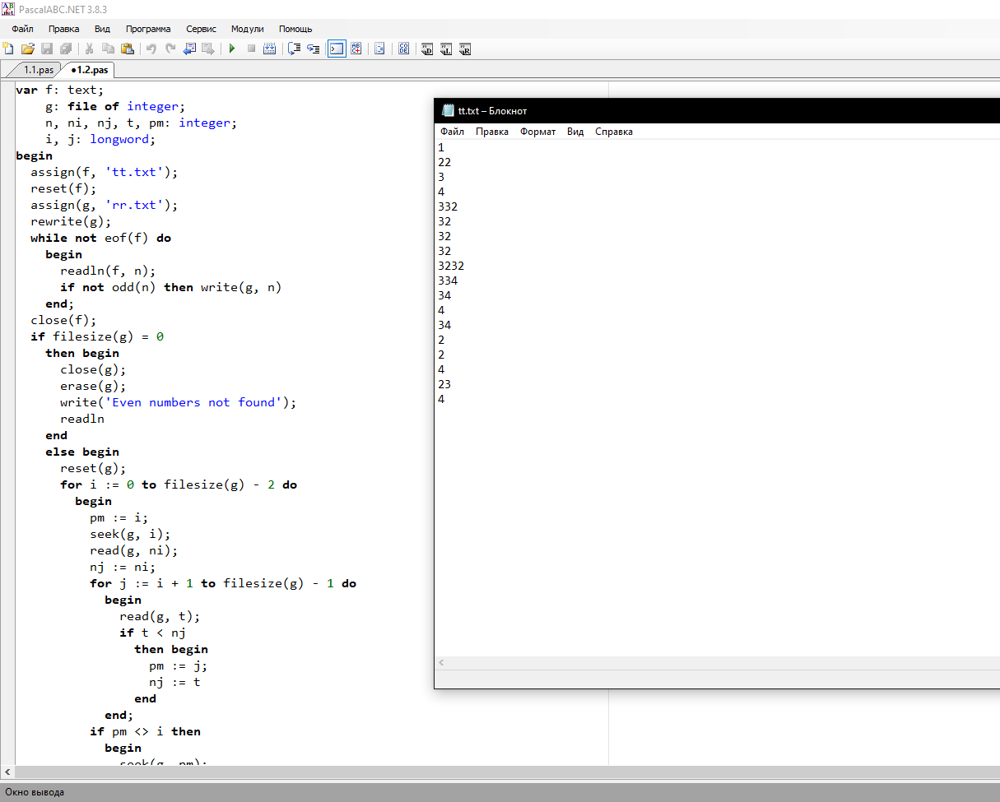 PascalABC.NET 3.8.3
Файл Правка Вид Программа Сервис Модули Помощь
1.1.pas •1.2.pas
var f: text;
g: file of integer;
n, ni, nj, t, pm: integer;
i, j: longword;
begin
assign(f, 'tt.txt');
reset(f);
assign(g, 'rr.txt');
rewrite(g);
while not eof(f) do
begin
readln(f, n);
if not odd(n) then write(g, n)
end;
close(f);
if filesize(g) = 0
then begin
close(g);
erase(g);
write('Even numbers not found');
readln
end
else begin
reset(g);
for i := 0 to filesize(g) - 2 do
begin
pm := i;
seek(g, i);
read(g, ni);
nj := ni;
for j := i + 1 to filesize(g) - 1 do
begin
read(g, t);
if t < nj
then begin
pm := j;
nj := t
end
end;
if pm <> i then
begin
seek(g, pm);
tt.txt – Блокнот
Файл Правка Формат Вид Справка
1
22
3
4
332
32
32
32
3232
334
34
4
34
2
2
4
23
4
Окно вывода